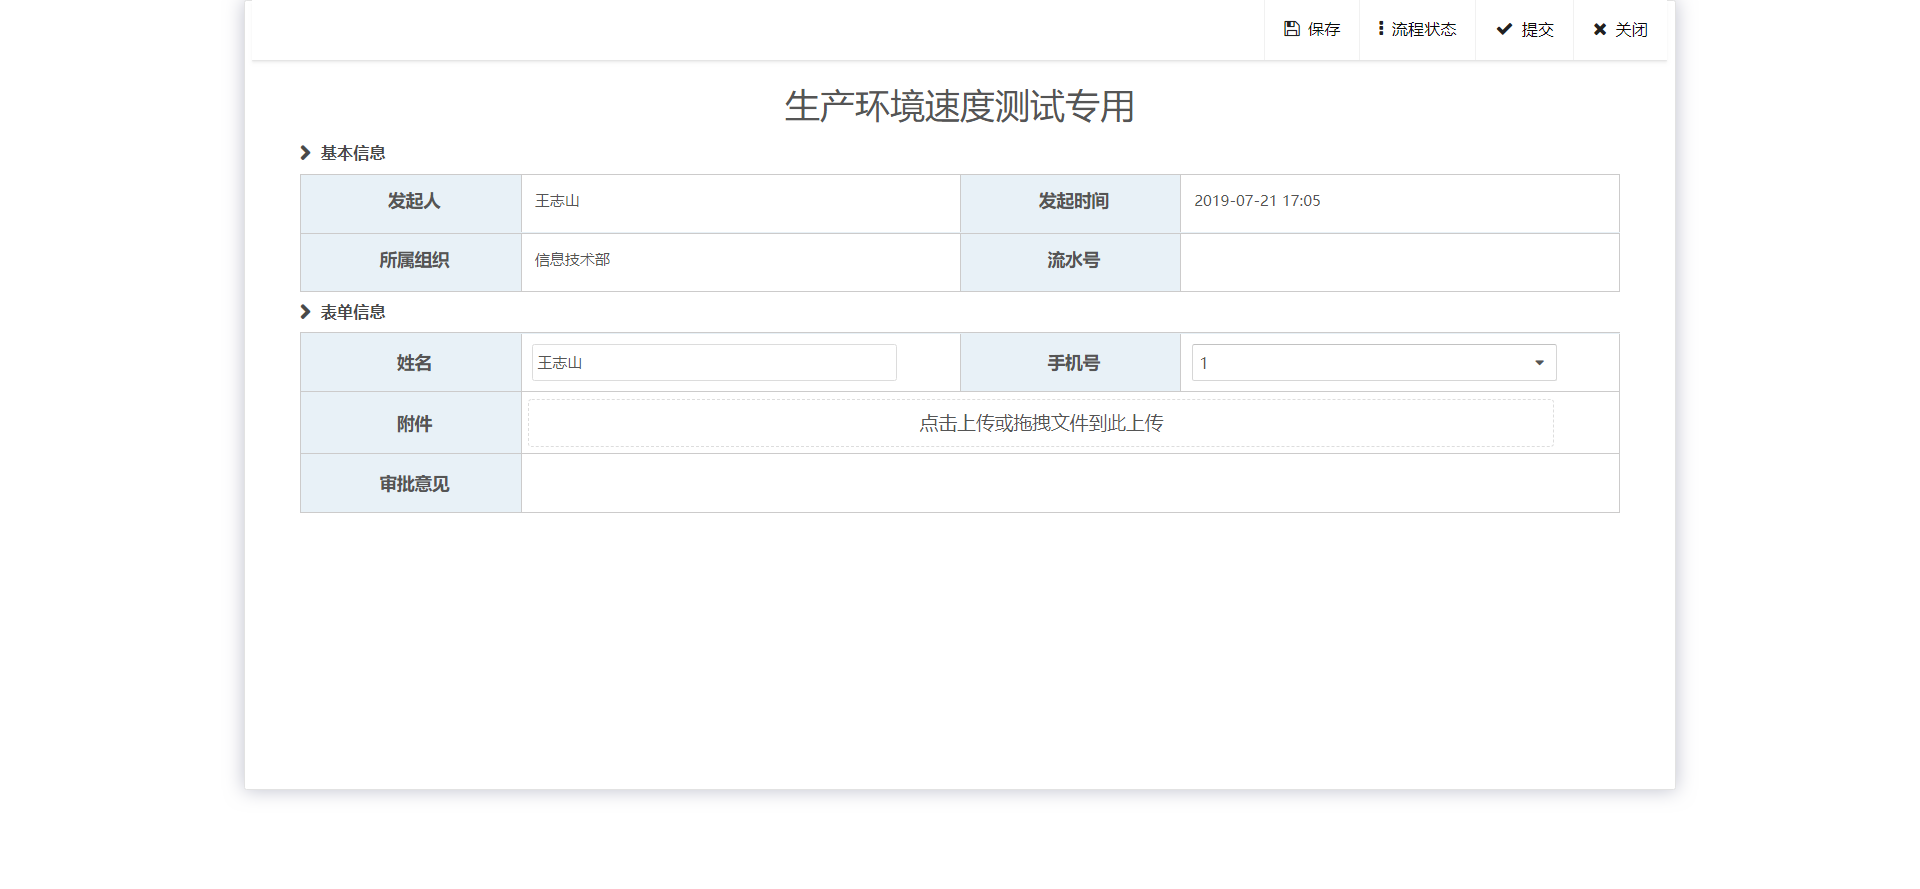 保存 流程状态 提交 关闭
生产环境速度测试专用
基本信息
发起人 王志山 发起时间 2019-07-21 17:05
所属组织 信息技术部 流水号
表单信息
姓名 王志山 手机号 1
附件 点击上传或拖拽文件到此上传
审批意见